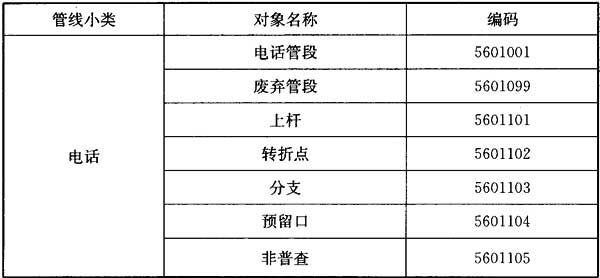 管线小类 对象名称 编码
电话管段 5601001
废弃管段 5601099
上杆 5601101
电话 转折点 5601102
分支 5601103
预留口 5601104
非普查 5601105